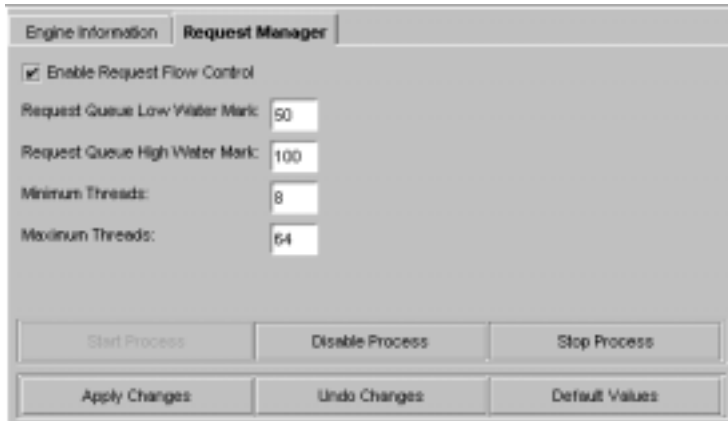 Engine Information Request Manager
Enable Request Flow Control
Request Queue Low Water Mark: 50
Request Queue High Water Mark: 100
Minimum Threads: 8
Maximum Threads: 64
Start Process Disable Process Stop Process
Apply Changes Undo Changes Default Values